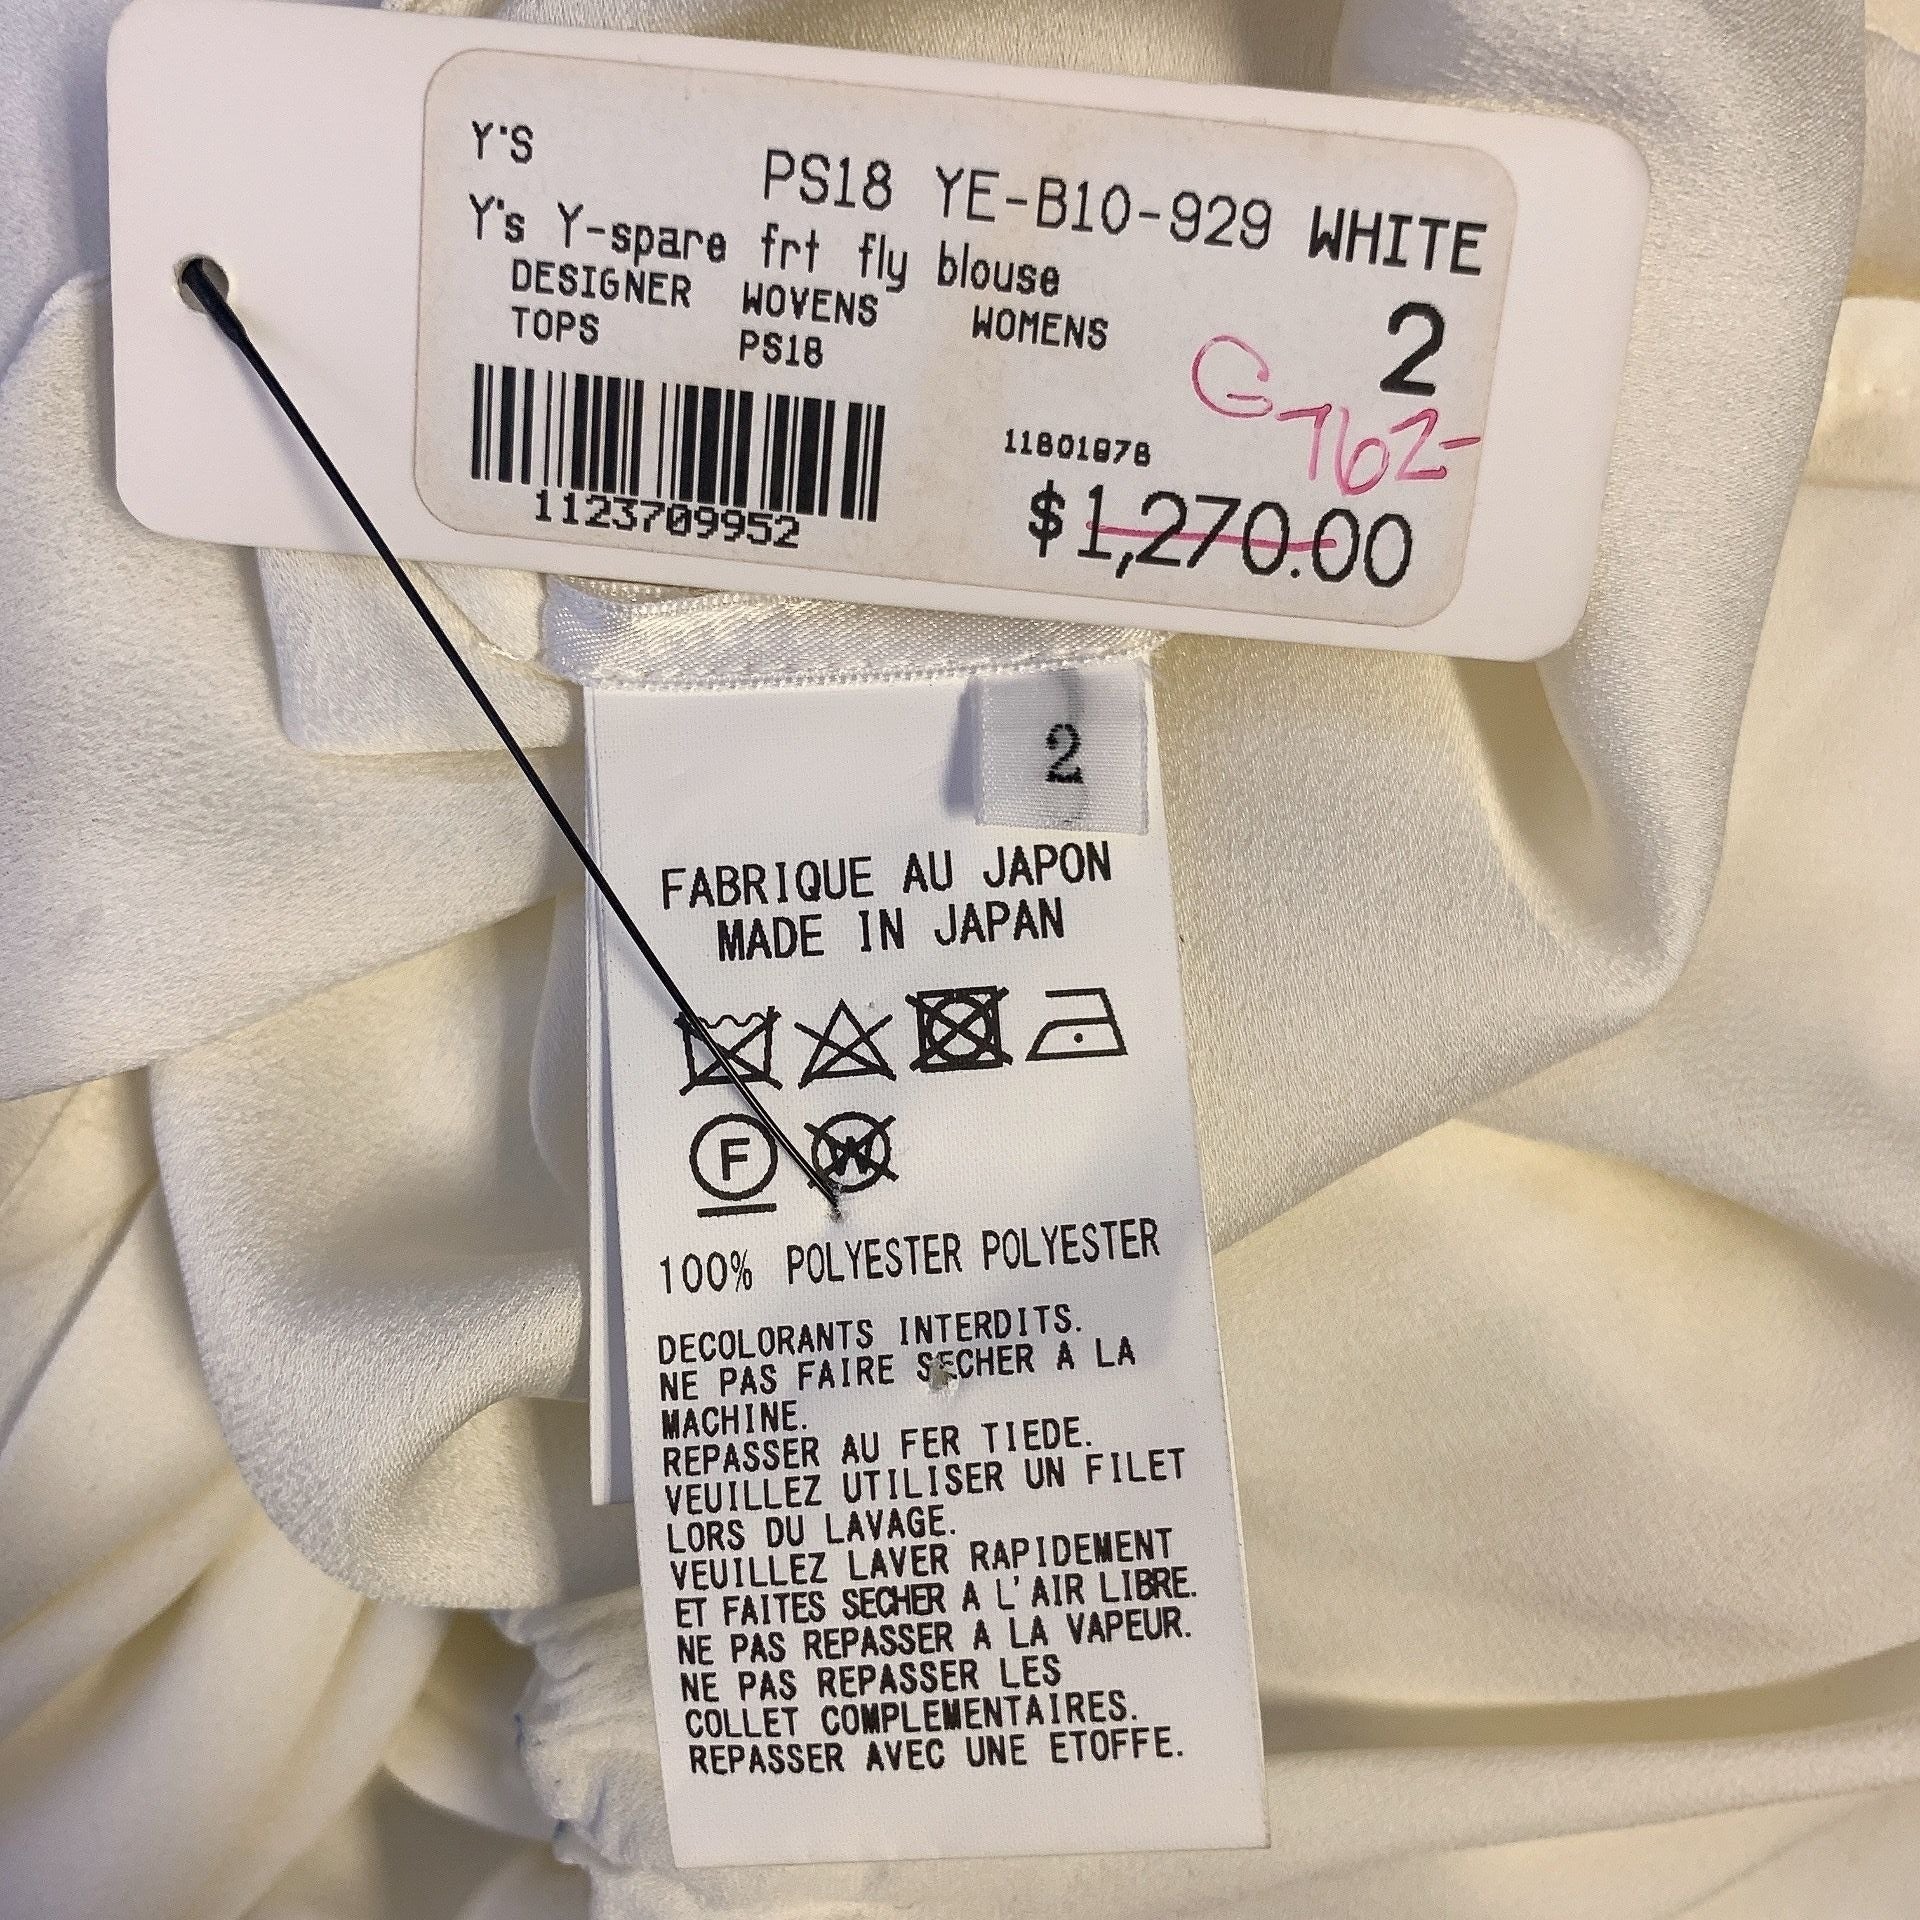 Y'S
PS18 YE-B10-929 WHITE
Y's Y-spare frt fly blouse
DESIGNER WOVENS WOMENS
TOPS PS18
2
G 762-
11801878
1123709952
$1,270.00
2
FABRIQUE AU JAPON
MADE IN JAPAN
F
W
100% POLYESTER POLYESTER
DECOLORANTS INTERDITS.
NE PAS FAIRE SECHER A LA
MACHINE.
REPASSER AU FER TIEDE.
VEUILLEZ UTILISER UN FILET
LORS DU LAVAGE.
VEUILLEZ LAVER RAPIDEMENT
ET FAITES SECHER A L'AIR LIBRE.
NE PAS REPASSER A LA VAPEUR.
NE PAS REPASSER LES
COLLET COMPLEMENTAIRES.
REPASSER AVEC UNE ETOFFE.